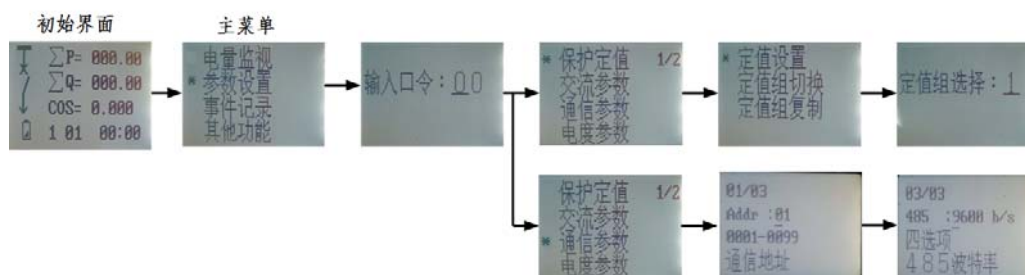 初始界面
主菜单
∑P= 000.00
∑Q= 000.00
COS= 0.000
1 01 00:00
电量监视
* 参数设置
事件记录
其他功能
输入口令：00
* 保护定值 1/2
交流参数
通信参数
电度参数
* 定值设置
定值组切换
定值组复制
定值组选择：1
保护定值 1/2
交流参数
* 通信参数
电度参数
01/03
Addr :01
0001-0099
通信地址
03/03
485 :9600 b/s
四选项
485波特率